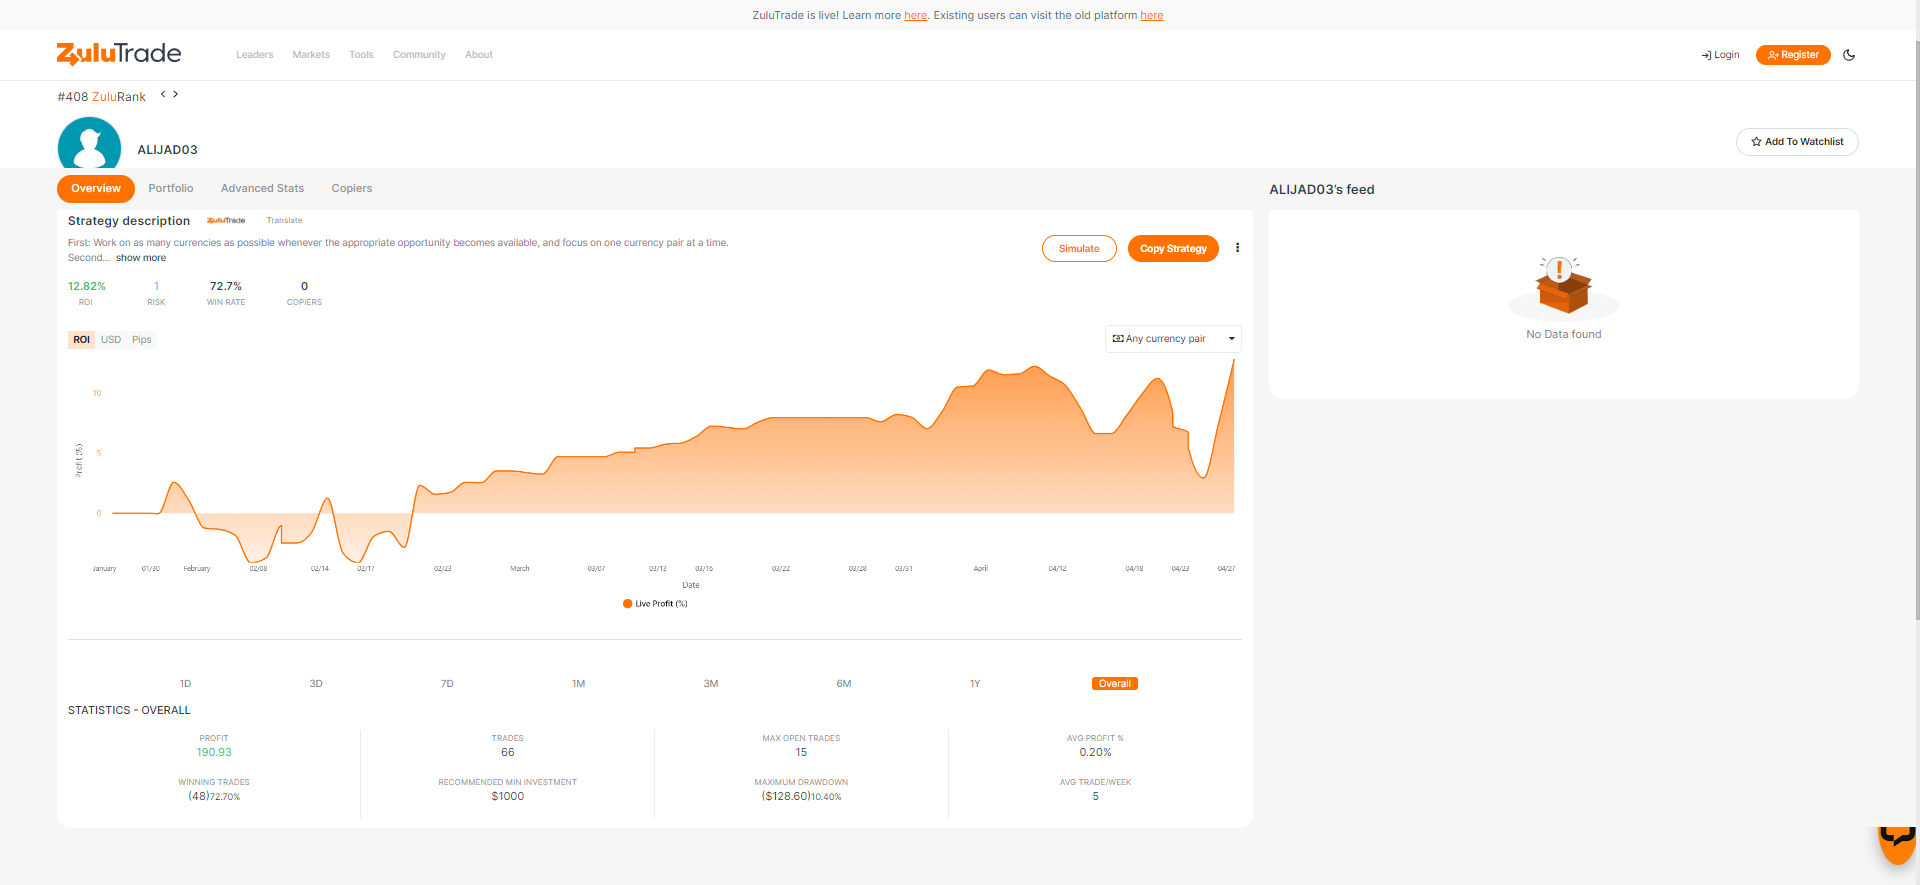 ZuluTrade is live! Learn more here. Existing users can visit the old platform here
ZuluTrade
Leaders Markets Tools Community About
Login Register
#408 ZuluRank
ALIJAD03
Add To Watchlist
Overview Portfolio Advanced Stats Copiers
ALIJAD03's feed
Strategy description ZuluTrade Translate
First: Work on as many currencies as possible whenever the appropriate opportunity becomes available, and focus on one currency pair at a time.
Second... show more
Simulate Copy Strategy
12.82% 1 72.7% 0
ROI RISK WIN RATE COPIERS
No Data found
ROI USD Pips
Any currency pair
10
5
0
Profit (%)
January 01/30 February 02/08 02/14 02/17 02/23 March 03/07 03/13 03/16 03/22 03/28 03/31 April 04/12 04/18 04/23 04/27
Date
Live Profit (%)
1D 3D 7D 1M 3M 6M 1Y Overall
STATISTICS - OVERALL
PROFIT TRADES MAX OPEN TRADES AVG PROFIT %
190.93 66 15 0.20%
WINNING TRADES RECOMMENDED MIN INVESTMENT MAXIMUM DRAWDOWN AVG TRADE/WEEK
(48)72.70% $1000 ($128.60)10.40% 5